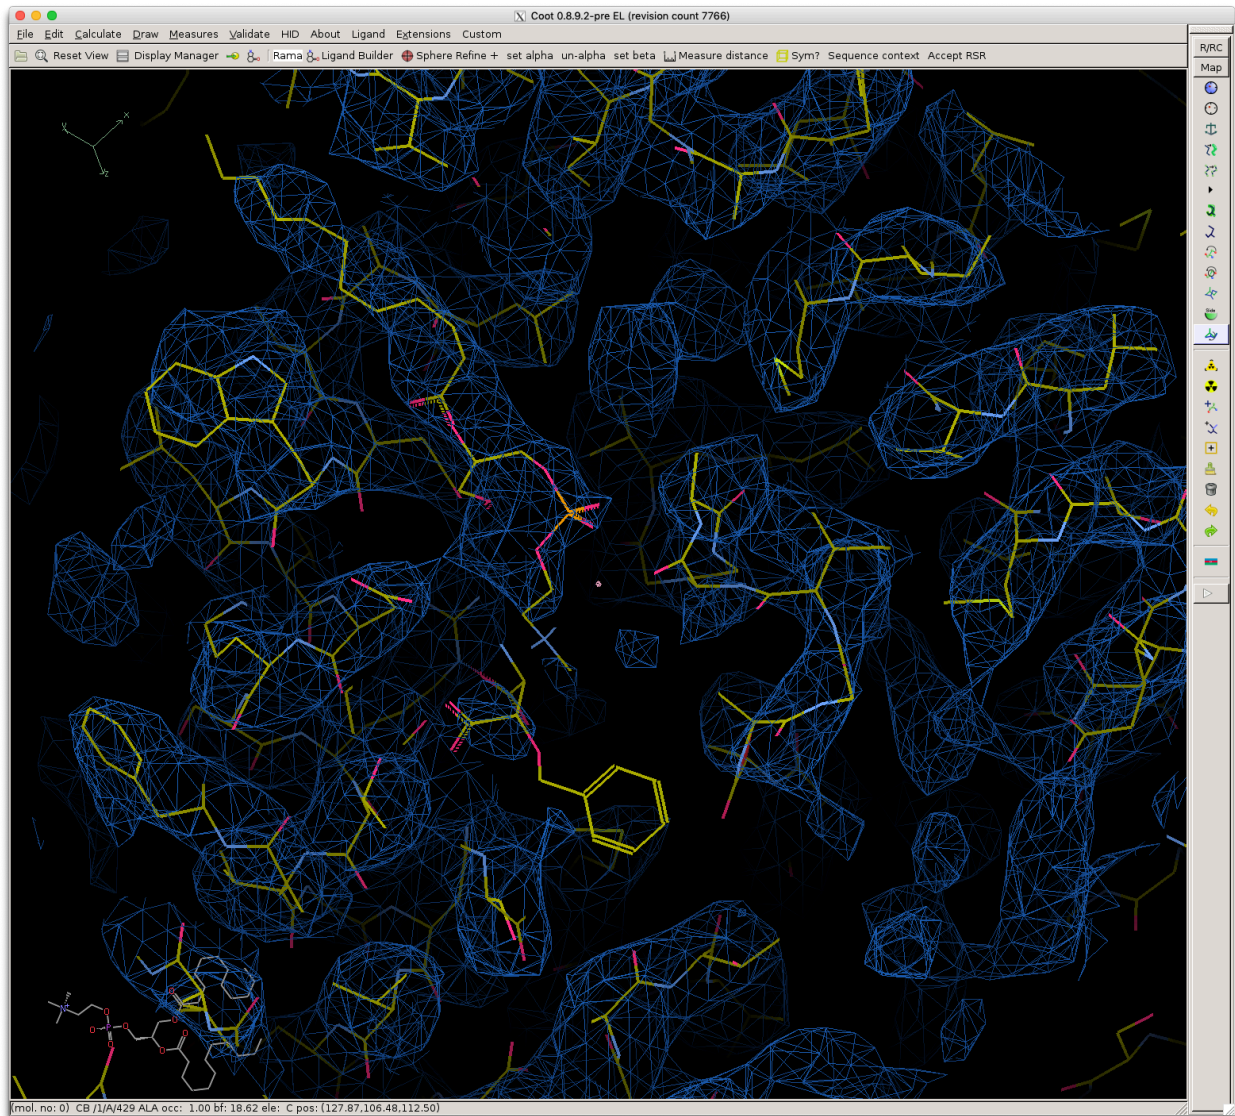 Coot 0.8.9.2-pre EL (revision count 7766)
File Edit Calculate Draw Measures Validate HID About Ligand Extensions Custom
R/RC
Reset View Display Manager Rama Ligand Builder Sphere Refine + set alpha un-alpha set beta Measure distance Sym? Sequence context Accept RSR
Map
x
y
z
Side
N+
O
O
O
O-
P
O
O
O
O
(mol. no: 0) CB /1/A/429 ALA occ: 1.00 bf: 18.62 ele: C pos: (127.87,106.48,112.50)